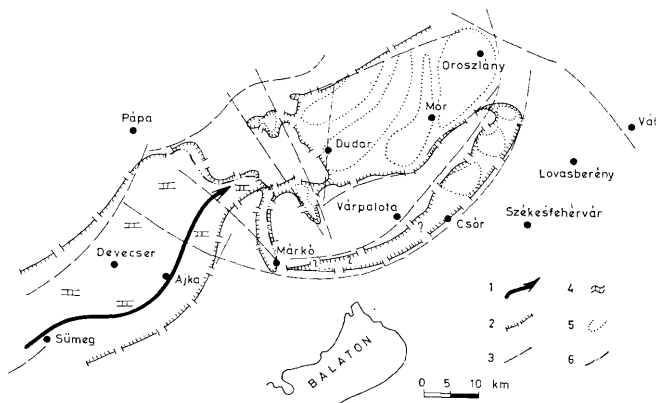 Oroszlány
Pápa
Mór
Dudar
Lovasberény
Várpalota
Székesfehérvár
Csór
?
Devecser
Márkó
? ?
Ajka
1 4
2 5
Sümeg
BALATON
3 6
0 5 10 km